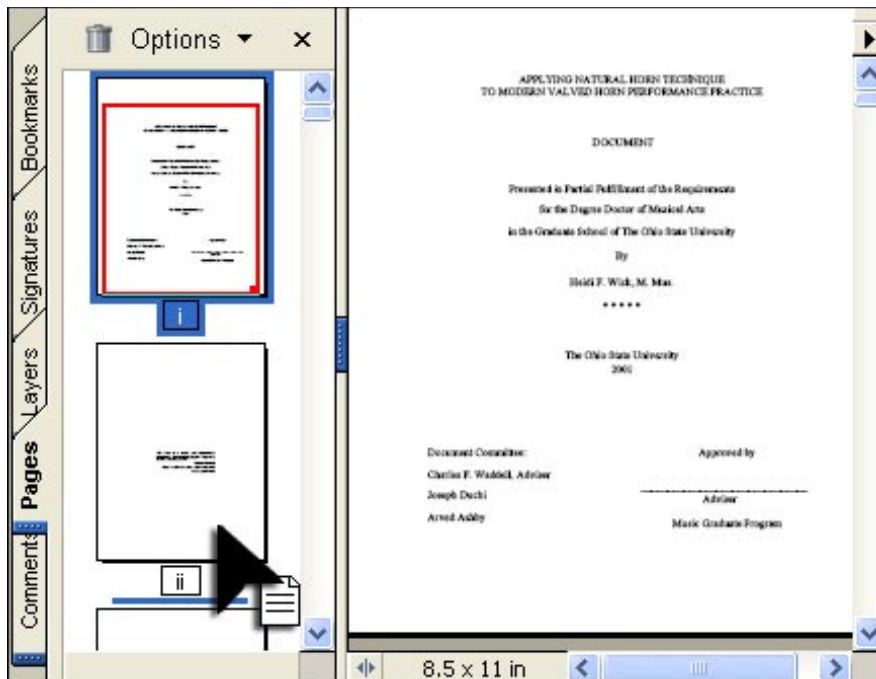 Options
Bookmarks
Signatures
Layers
Pages
Comments
i
ii
APPLYING NATURAL HORN TECHNIQUE
TO MODERN VALVED HORN PERFORMANCE PRACTICE
DOCUMENT
Presented in Partial Fulfillment of the Requirements
for the Degree Doctor of Musical Arts
in the Graduate School of The Ohio State University
By
Heidi F. Wick, M. Mus.
* * * * *
The Ohio State University
2001
Document Committee:
Charles F. Waddell, Adviser
Joseph Duchi
Arved Ashby
Approved by
Adviser
Music Graduate Program
8.5 x 11 in